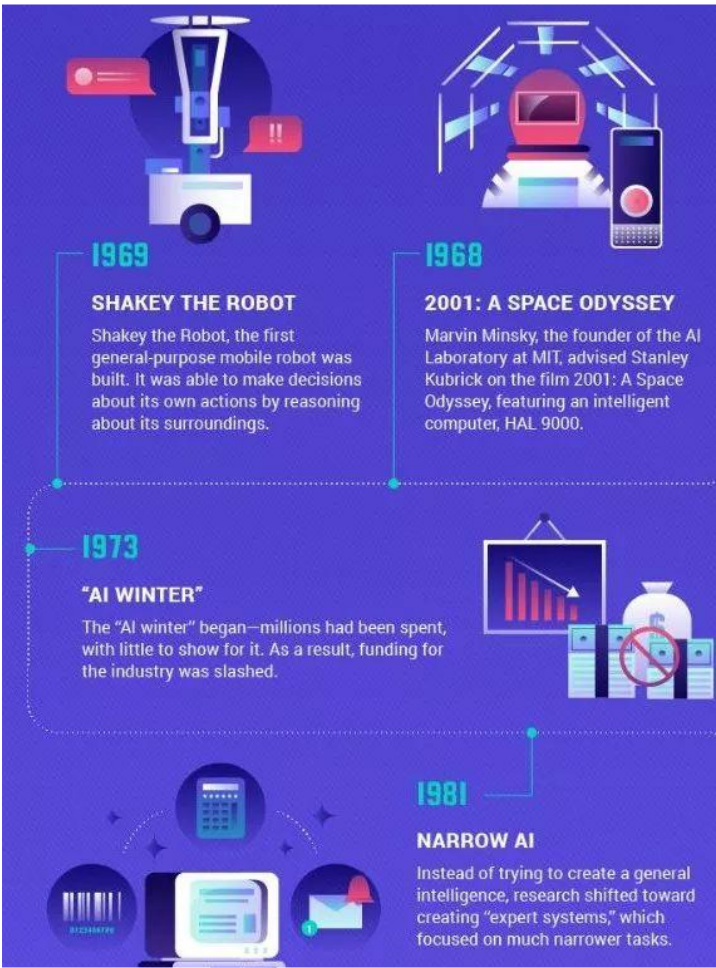 !!
1969
SHAKEY THE ROBOT
Shakey the Robot, the first
general-purpose mobile robot was
built. It was able to make decisions
about its own actions by reasoning
about its surroundings.
1968
2001: A SPACE ODYSSEY
Marvin Minsky, the founder of the AI
Laboratory at MIT, advised Stanley
Kubrick on the film 2001: A Space
Odyssey, featuring an intelligent
computer, HAL 9000.
1973
“AI WINTER”
The “AI winter” began—millions had been spent,
with little to show for it. As a result, funding for
the industry was slashed.
$
1981
NARROW AI
Instead of trying to create a general
intelligence, research shifted toward
creating “expert systems,” which
focused on much narrower tasks.
1